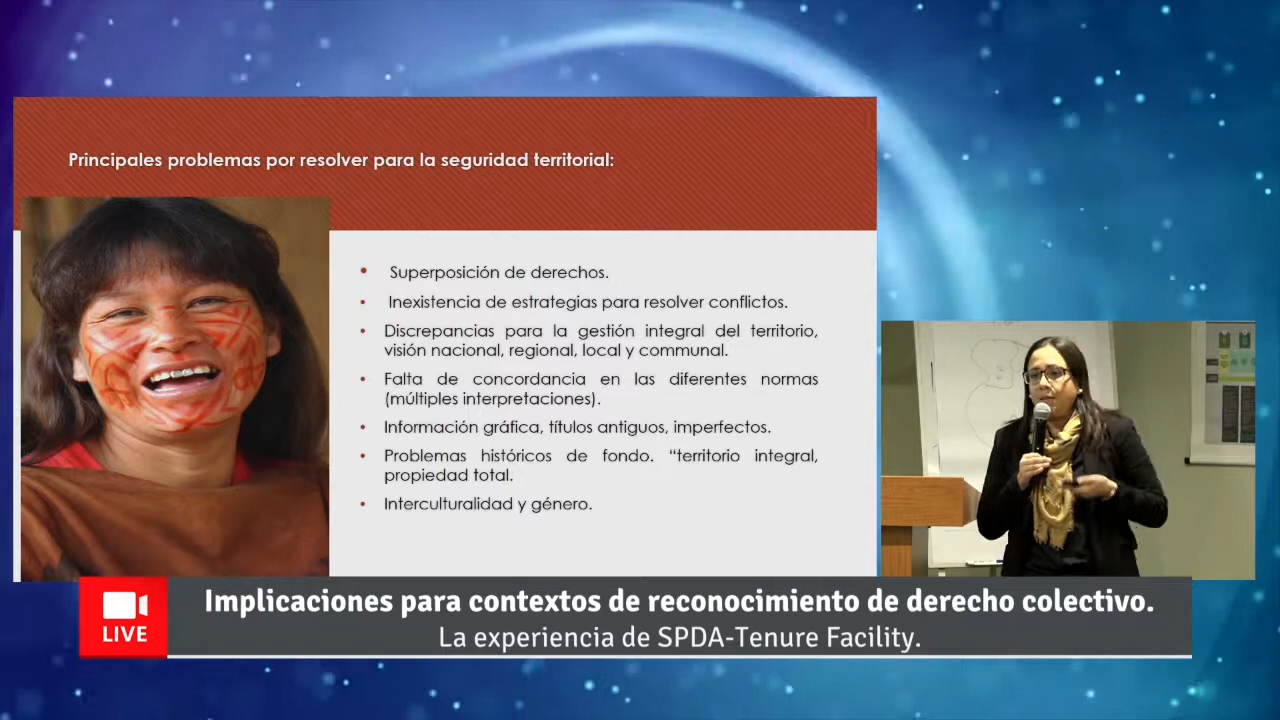 Principales problemas por resolver para la seguridad territorial:
• Superposición de derechos.
• Inexistencia de estrategias para resolver conflictos.
• Discrepancias para la gestión integral del territorio,
visión nacional, regional, local y communal.
• Falta de concordancia en las diferentes normas
(múltiples interpretaciones).
• Información gráfica, títulos antiguos, imperfectos.
• Problemas históricos de fondo. “territorio integral,
propiedad total.
• Interculturalidad y género.
LIVE
Implicaciones para contextos de reconocimiento de derecho colectivo.
La experiencia de SPDA-Tenure Facility.